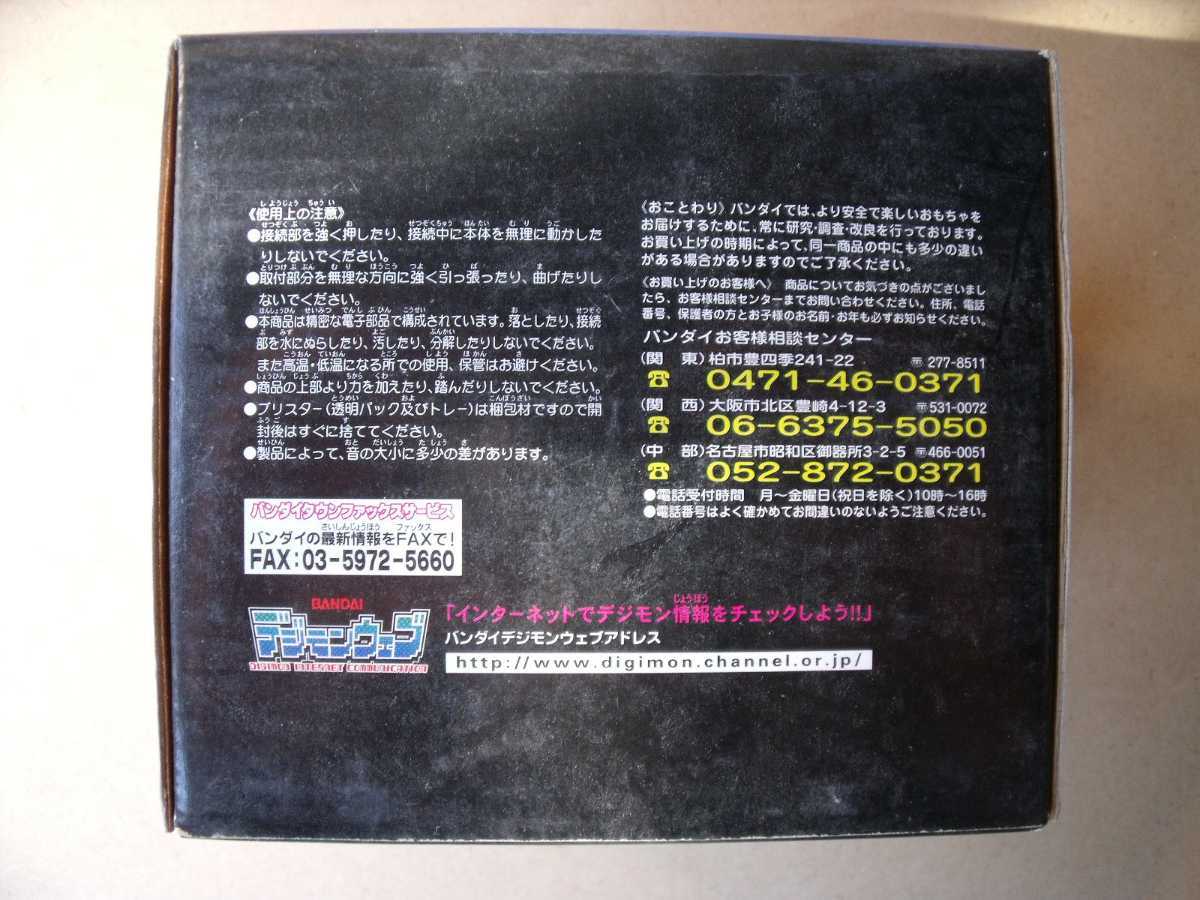 《使用上の注意》
●接続部を強く押したり、接続中に本体を無理に動かした
りしないでください。
●取付部分を無理な方向に強く引っ張ったり、曲げたりし
ないでください。
●本商品は精密な電子部品で構成されています。落としたり、接続
部を水にぬらしたり、汚したり、分解したりしないでください。
また高温・低温になる所での使用、保管はお避けください。
●商品の上部より力を加えたり、踏んだりしないでください。
●ブリスター(透明パック及びトレー)は梱包材ですので開
封後はすぐに捨ててください。
●製品によって、音の大小に多少の差があります。
バンダイタウンファックスサービス
バンダイの最新情報をFAXで!
FAX:03-5972-5660
〈おことわり〉バンダイでは、より安全で楽しいおもちゃを
お届けするために、常に研究・調査・改良を行っております。
お買い上げの時期によって、同一商品の中にも多少の違い
がある場合がありますのでご了承ください。
〈お買い上げのお客様へ〉 商品についてお気づきの点がございまし
たら、お客様相談センターまでお問い合わせください。住所、電話
番号、保護者の方とお子様のお名前・お年も必ずお知らせください。
バンダイお客様相談センター
(関 東)柏市豊四季241-22 〒277-8511
☎ 0471-46-0371
(関 西)大阪市北区豊崎4-12-3 〒531-0072
☎ 06-6375-5050
(中 部)名古屋市昭和区御器所3-2-5 〒466-0051
☎ 052-872-0371
●電話受付時間 月〜金曜日(祝日を除く)10時〜16時
●電話番号はよく確かめてお間違いのないようご注意ください。
BANDAI
デジモンウェブ
DIGIMON INTERNET COMMUNICATION
「インターネットでデジモン情報をチェックしよう!!」
バンダイデジモンウェブアドレス
http://www.digimon.channel.or.jp/